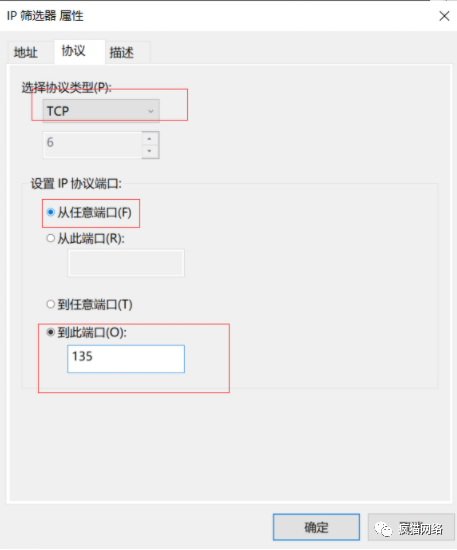 IP 筛选器 属性
地址 协议 描述
选择协议类型(P):
TCP
6
设置 IP 协议端口:
从任意端口(F)
从此端口(R):
到任意端口(T)
到此端口(O):
135
确定
疯猫网络